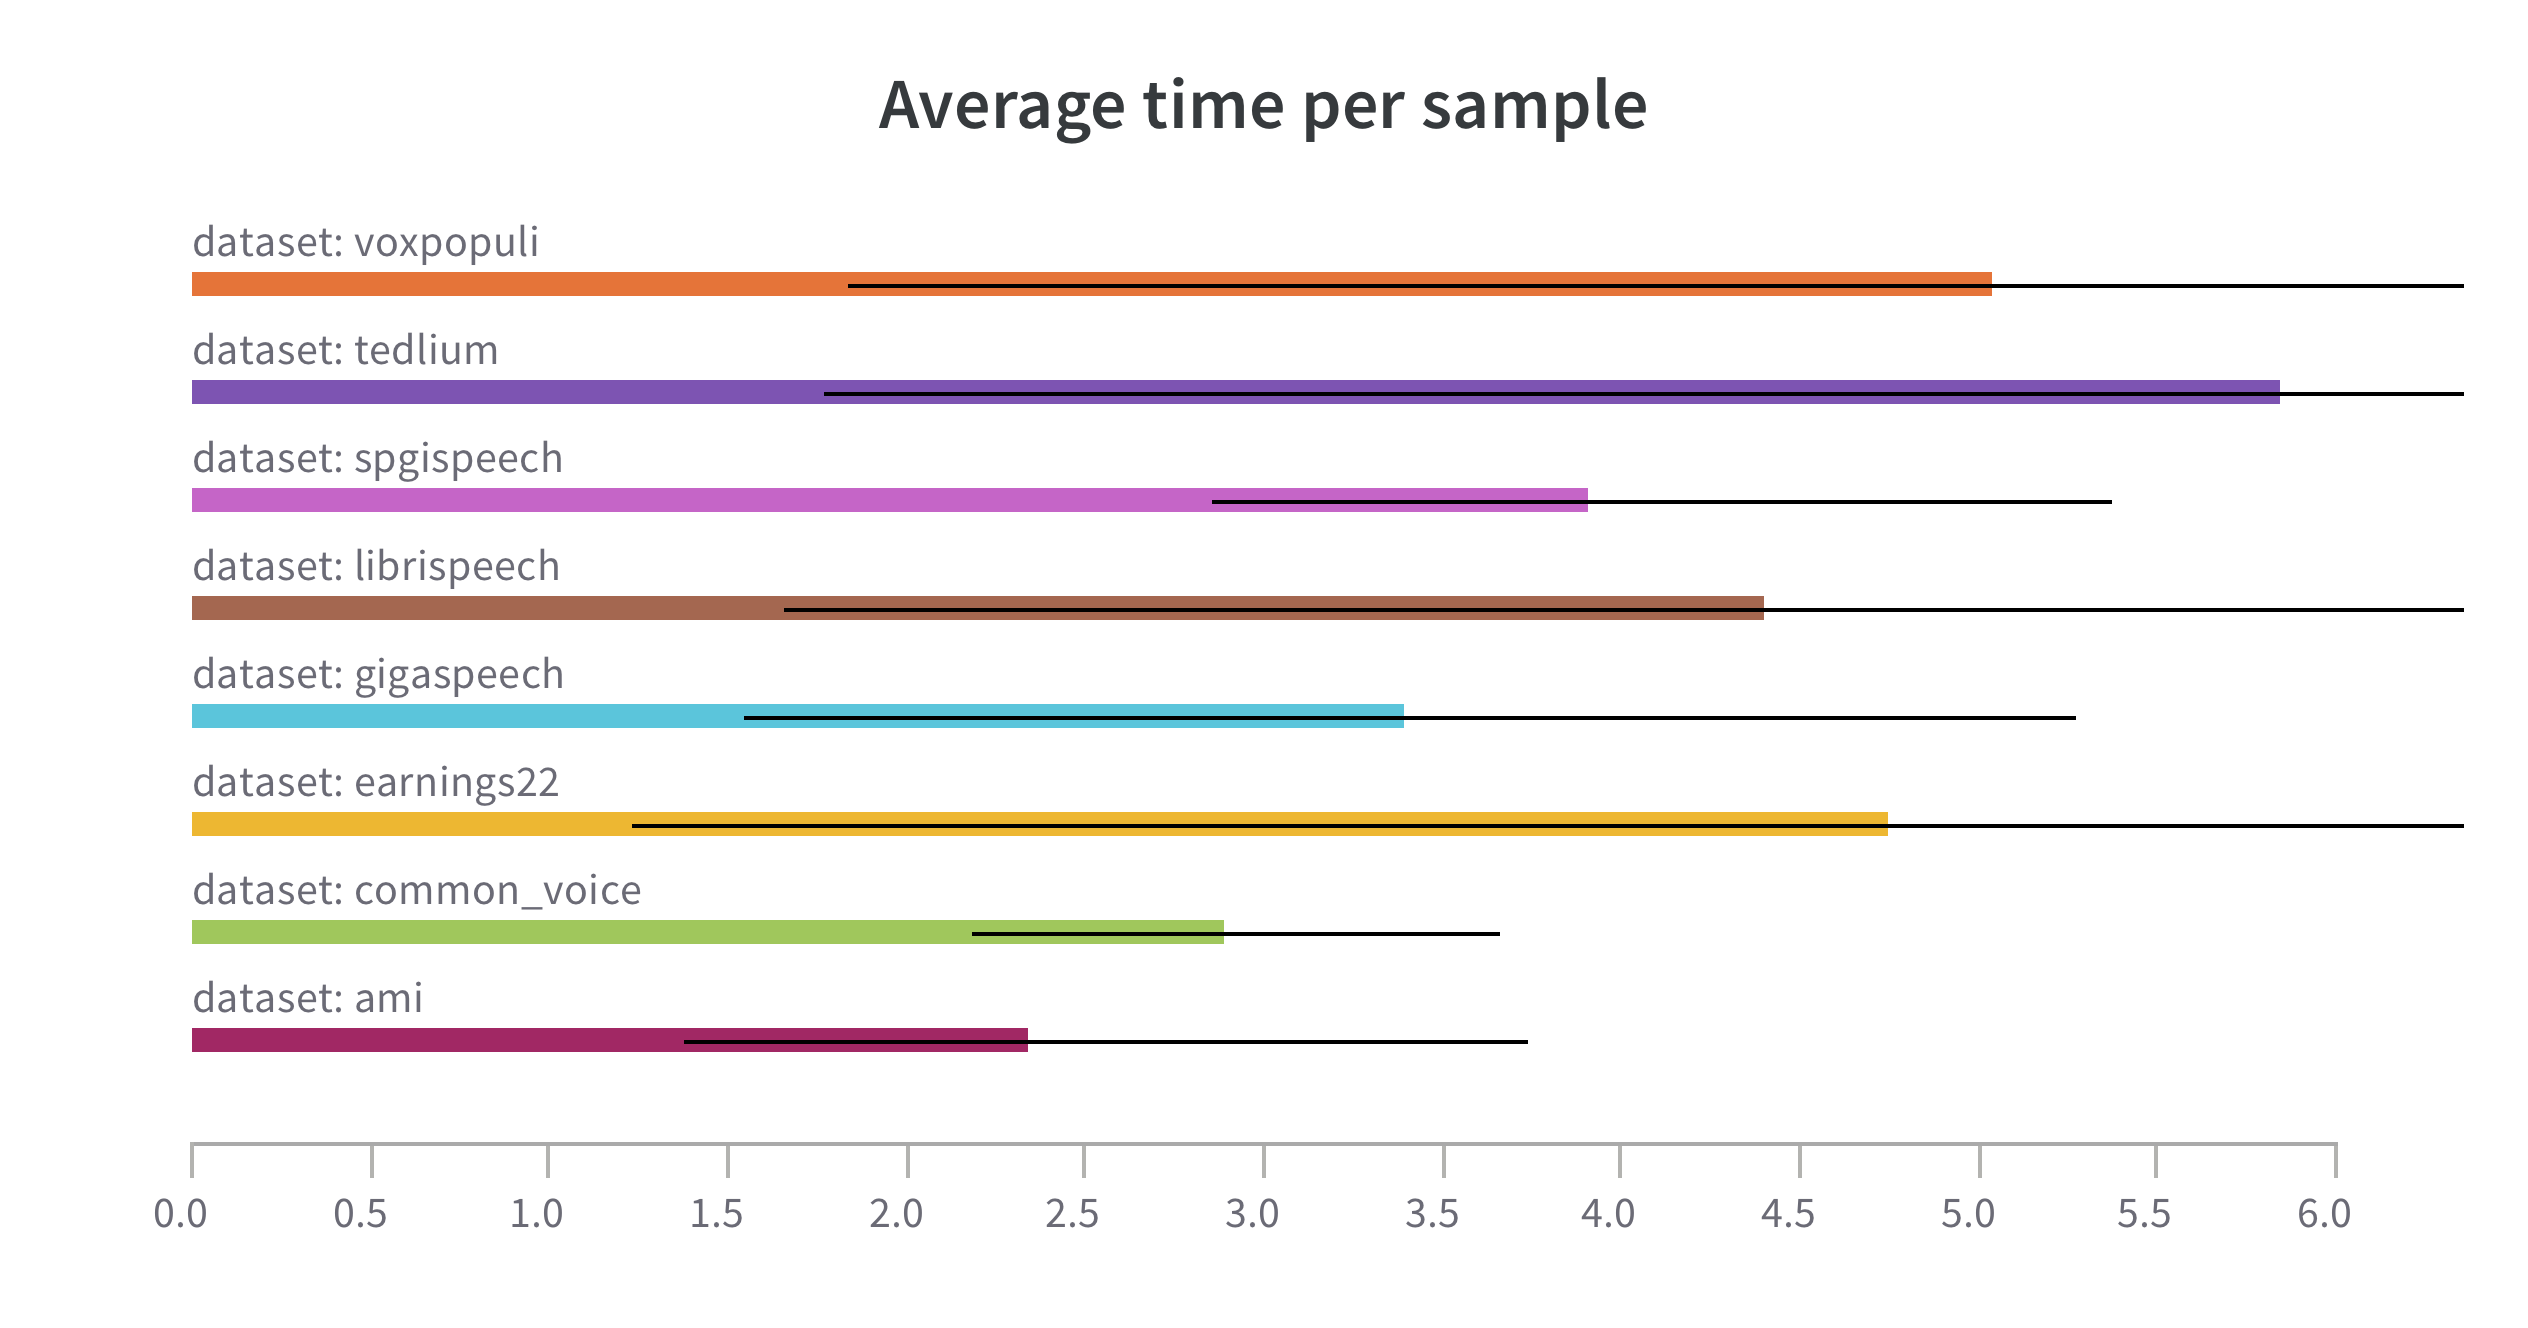 Average time per sample
dataset: voxpopuli
dataset: tedlium
dataset: spgispeech
dataset: librispeech
dataset: gigaspeech
dataset: earnings22
dataset: common_voice
dataset: ami
0.0 0.5 1.0 1.5 2.0 2.5 3.0 3.5 4.0 4.5 5.0 5.5 6.0